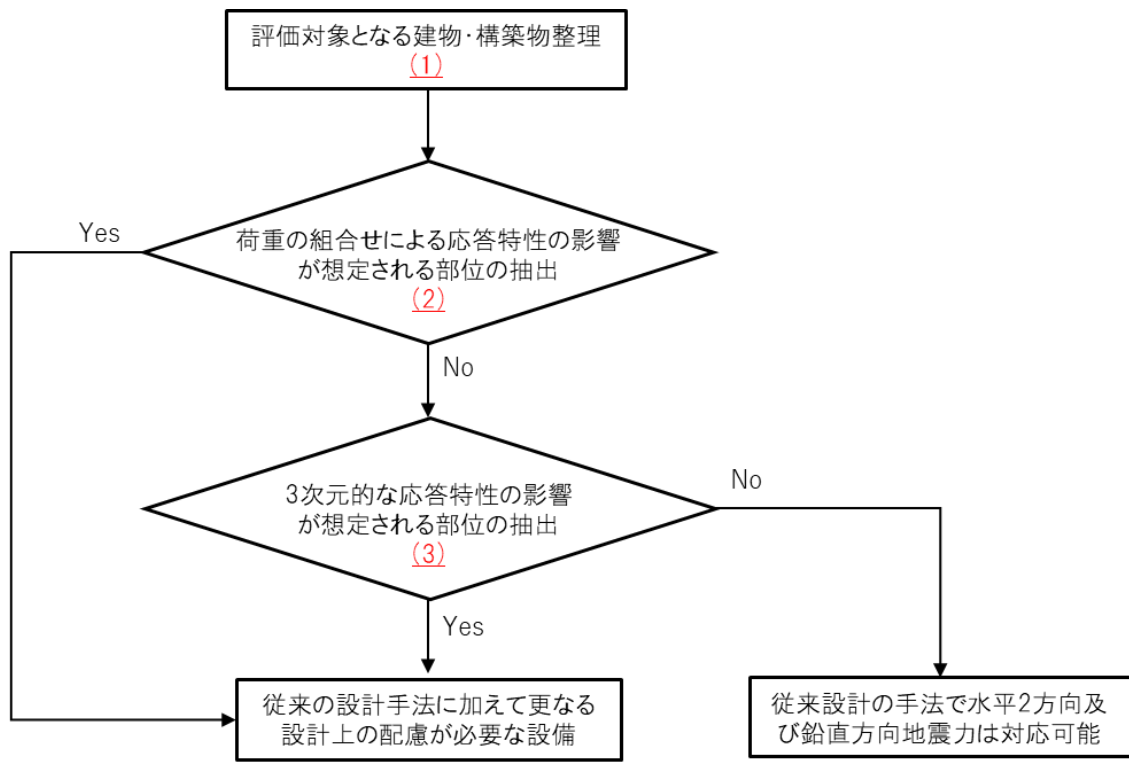 評価対象となる建物･構築物整理
(1)
Yes
荷重の組合せによる応答特性の影響
が想定される部位の抽出
(2)
No
3次元的な応答特性の影響
が想定される部位の抽出
(3)
No
Yes
従来の設計手法に加えて更なる
設計上の配慮が必要な設備
従来設計の手法で水平2方向及
び鉛直方向地震力は対応可能